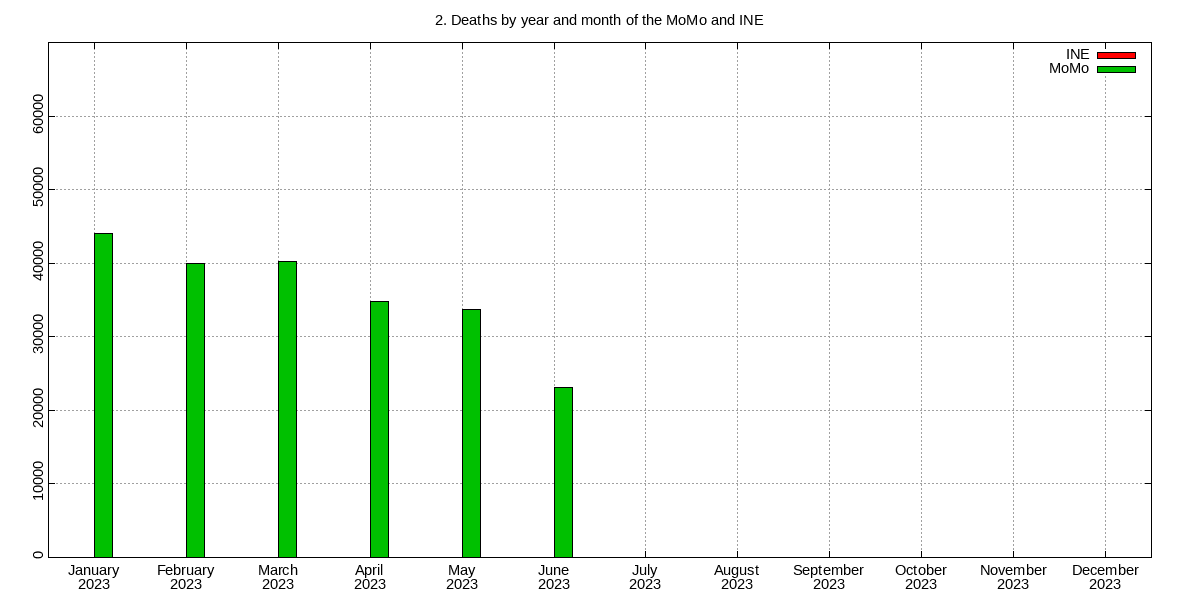 2. Deaths by year and month of the MoMo and INE
INE
MoMo
60000
50000
40000
30000
20000
10000
0
January February March April May June July August September October November December
2023 2023 2023 2023 2023 2023 2023 2023 2023 2023 2023 2023